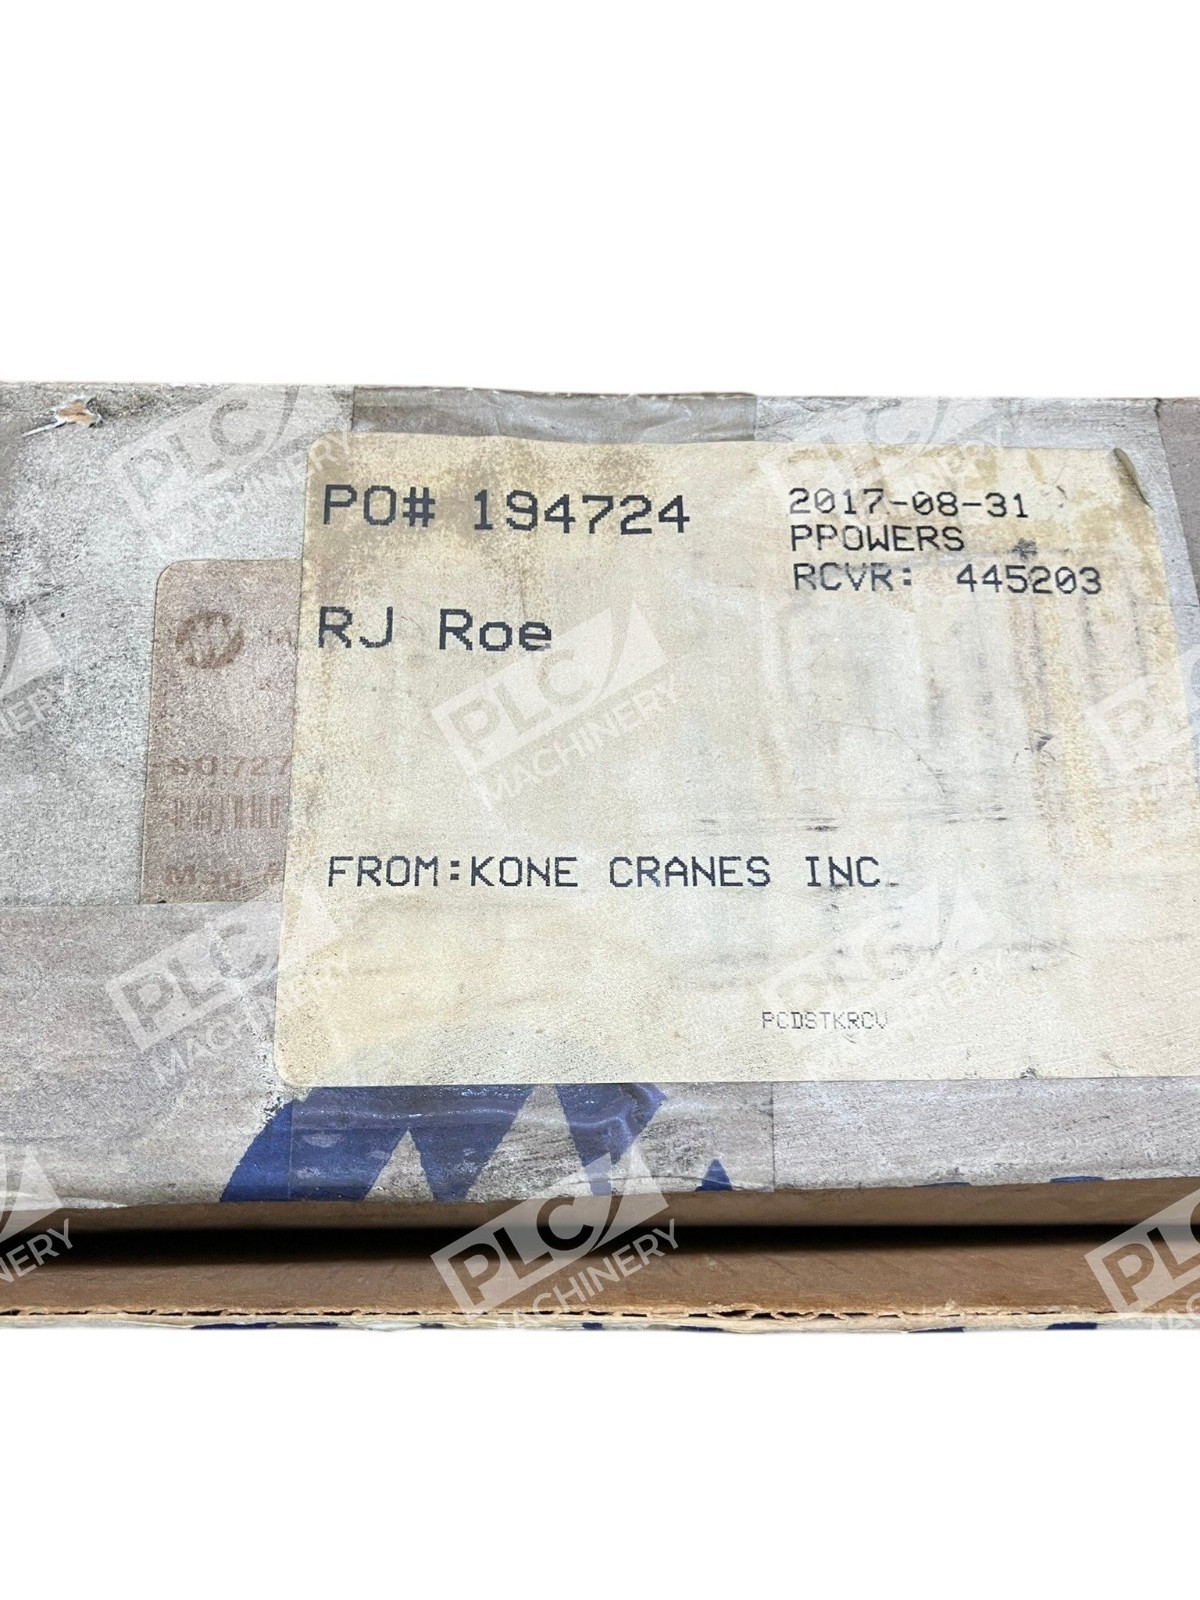 PO# 194724
2017-08-31
PPOWERS
RCVR: 445203
RJ Roe
FROM:KONE CRANES INC.
PCDSTKRCV
PLC MACHINERY